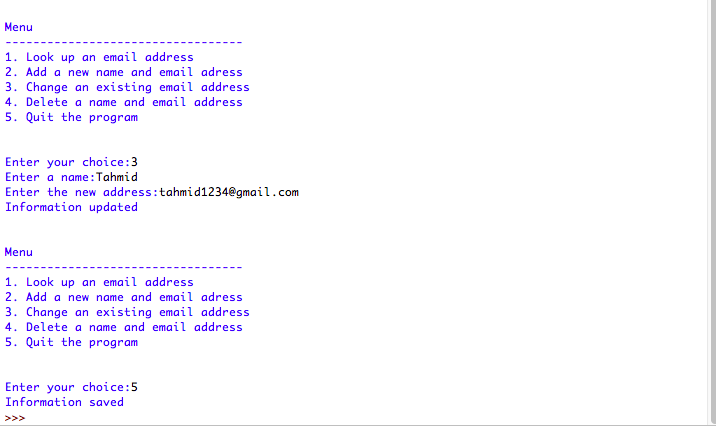 Menu
----------------------------------
1. Look up an email address
2. Add a new name and email adress
3. Change an existing email address
4. Delete a name and email address
5. Quit the program
Enter your choice:3
Enter a name:Tahmid
Enter the new address:tahmid1234@gmail.com
Information updated
Menu
----------------------------------
1. Look up an email address
2. Add a new name and email adress
3. Change an existing email address
4. Delete a name and email address
5. Quit the program
Enter your choice:5
Information saved
>>>